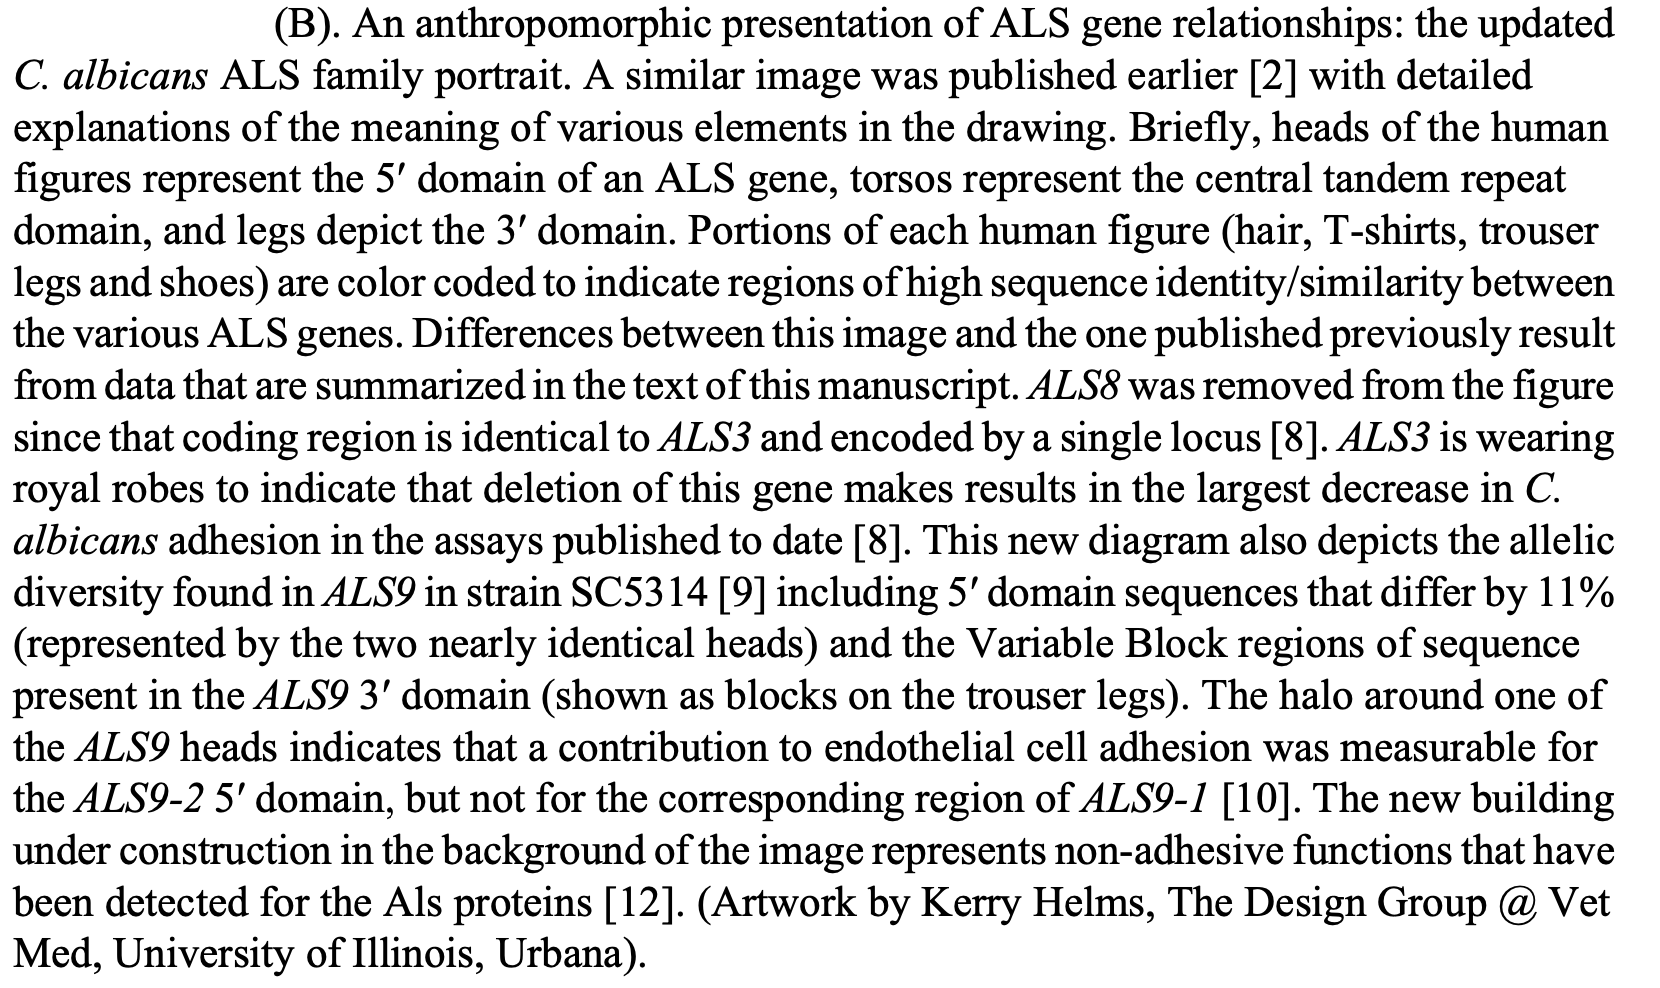 (B). An anthropomorphic presentation of ALS gene relationships: the updated
C. albicans ALS family portrait. A similar image was published earlier [2] with detailed
explanations of the meaning of various elements in the drawing. Briefly, heads of the human
figures represent the 5′ domain of an ALS gene, torsos represent the central tandem repeat
domain, and legs depict the 3′ domain. Portions of each human figure (hair, T-shirts, trouser
legs and shoes) are color coded to indicate regions of high sequence identity/similarity between
the various ALS genes. Differences between this image and the one published previously result
from data that are summarized in the text of this manuscript. ALS8 was removed from the figure
since that coding region is identical to ALS3 and encoded by a single locus [8]. ALS3 is wearing
royal robes to indicate that deletion of this gene makes results in the largest decrease in C.
albicans adhesion in the assays published to date [8]. This new diagram also depicts the allelic
diversity found in ALS9 in strain SC5314 [9] including 5′ domain sequences that differ by 11%
(represented by the two nearly identical heads) and the Variable Block regions of sequence
present in the ALS9 3′ domain (shown as blocks on the trouser legs). The halo around one of
the ALS9 heads indicates that a contribution to endothelial cell adhesion was measurable for
the ALS9-2 5′ domain, but not for the corresponding region of ALS9-1 [10]. The new building
under construction in the background of the image represents non-adhesive functions that have
been detected for the Als proteins [12]. (Artwork by Kerry Helms, The Design Group @ Vet
Med, University of Illinois, Urbana).